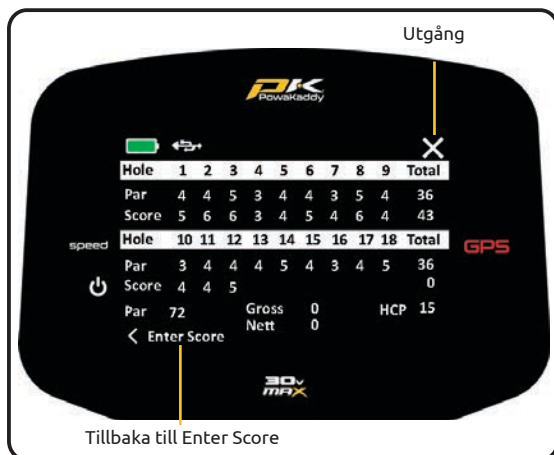 Utgång
PK
PowaKaddy
Hole 1 2 3 4 5 6 7 8 9 Total
Par 4 4 5 3 4 4 3 5 4 36
Score 5 6 6 3 4 5 4 6 4 43
speed
Hole 10 11 12 13 14 15 16 17 18 Total
GPS
Par 3 4 4 4 5 4 3 4 5 36
Score 4 4 5 0
Par 72 Gross 0 HCP 15
Nett 0
< Enter Score
30v
MAX
Tillbaka till Enter Score